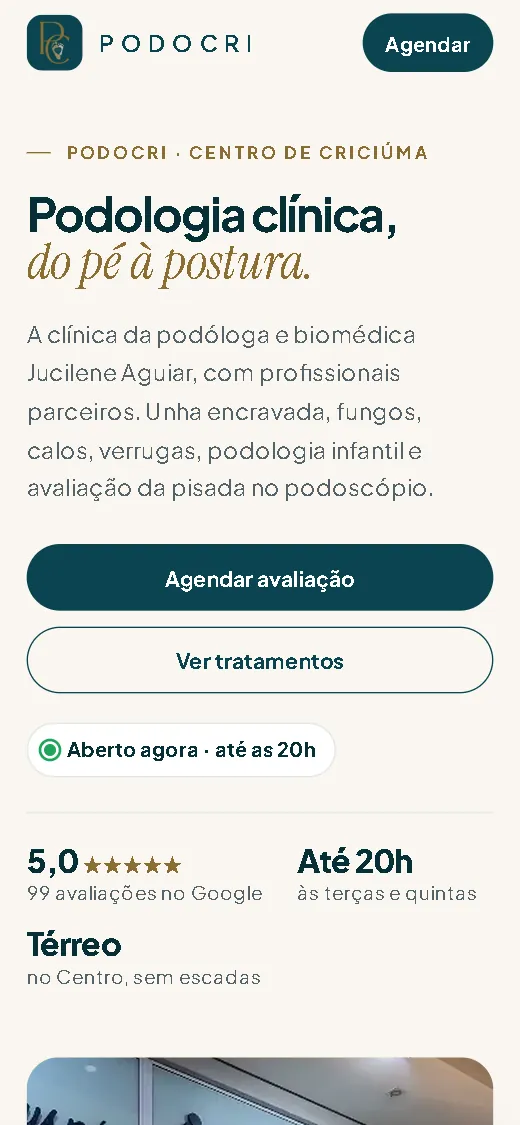 PODOCRI
Agendar
PODOCRI · CENTRO DE CRICIÚMA
Podologia clínica,
do pé à postura.
A clínica da podóloga e biomédica
Jucilene Aguiar, com profissionais
parceiros. Unha encravada, fungos,
calos, verrugas, podologia infantil e
avaliação da pisada no podoscópio.
Agendar avaliação
Ver tratamentos
Aberto agora · até as 20h
5,0 ★★★★★
99 avaliações no Google
Até 20h
às terças e quintas
Térreo
no Centro, sem escadas